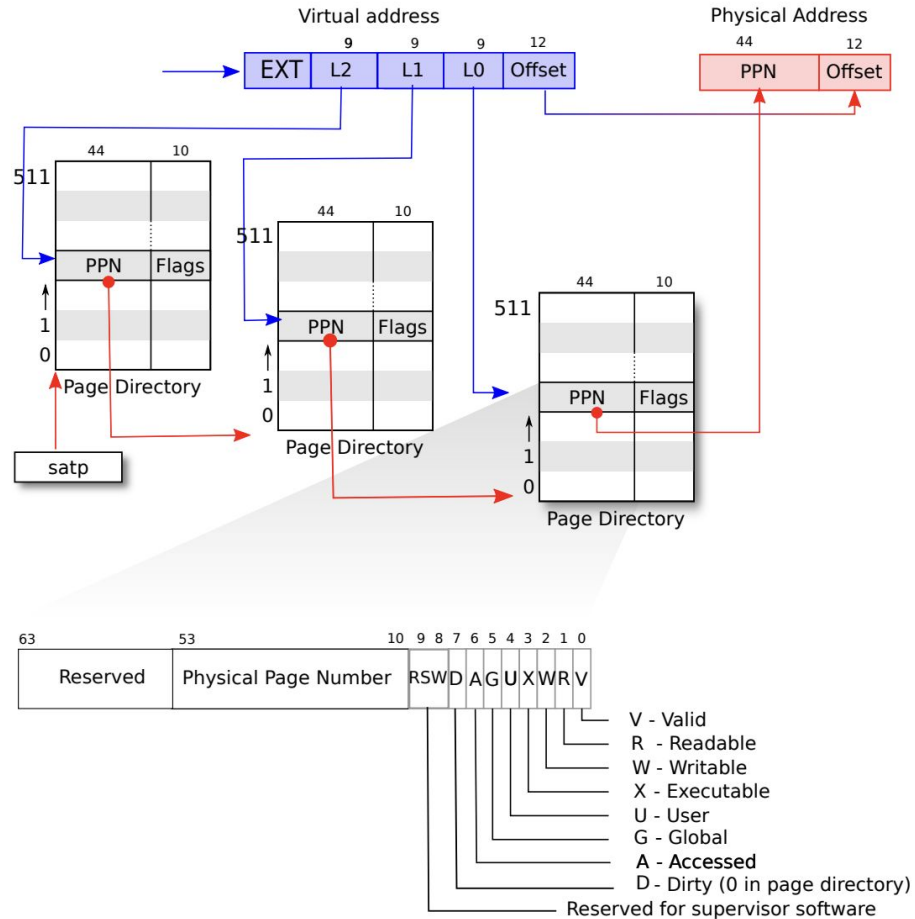 Virtual address
Physical Address
9 9 9 12
44 12
EXT L2 L1 L0 Offset
PPN Offset
44 10
511
PPN Flags
1
0
Page Directory
satp
44 10
511
PPN Flags
1
0
Page Directory
44 10
511
PPN Flags
1
0
Page Directory
63 53 10 9 8 7 6 5 4 3 2 1 0
Reserved Physical Page Number RSW D A G U X W R V
V - Valid
R - Readable
W - Writable
X - Executable
U - User
G - Global
A - Accessed
D - Dirty (0 in page directory)
Reserved for supervisor software